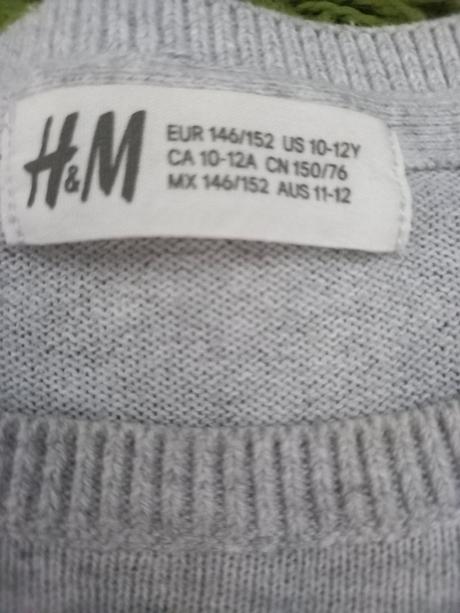 H&M
EUR 146/152 US 10-12Y
CA 10-12A CN 150/76
MX 146/152 AUS 11-12